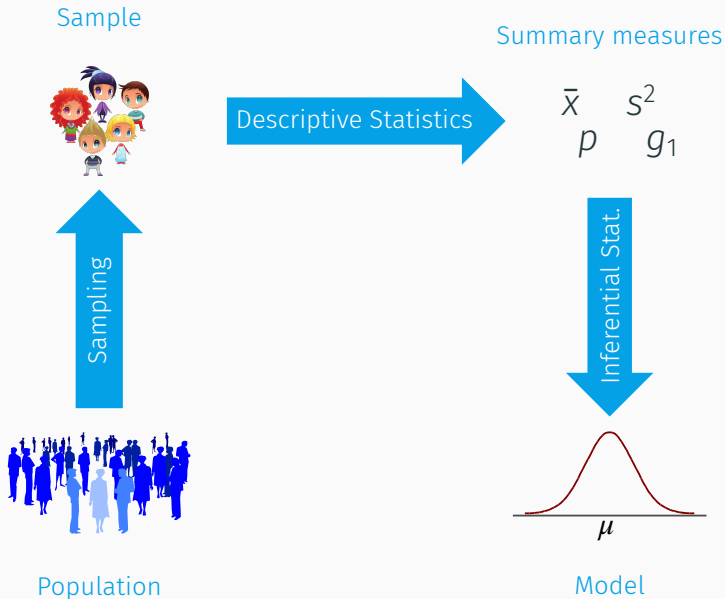 Sample
Summary measures
Descriptive Statistics
x̄ s²
p g₁
Sampling
Inferential Stat.
μ
Population
Model